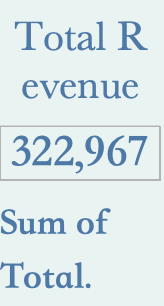 Total R
evenue
322,967
Sum of
Total.